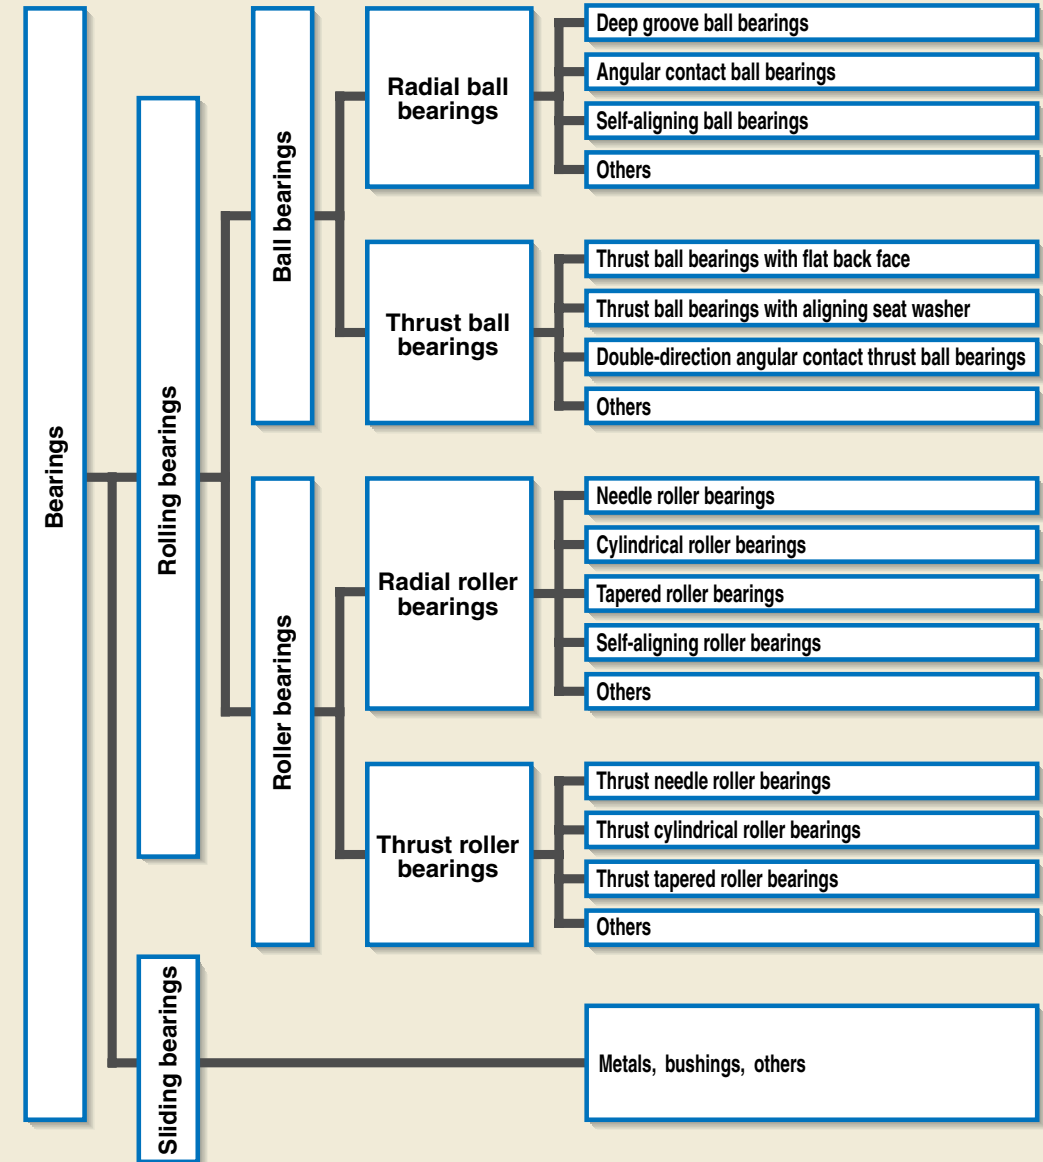 Bearings
Rolling bearings
Ball bearings
Radial ball
bearings
Deep groove ball bearings
Angular contact ball bearings
Self-aligning ball bearings
Others
Thrust ball
bearings
Thrust ball bearings with flat back face
Thrust ball bearings with aligning seat washer
Double-direction angular contact thrust ball bearings
Others
Roller bearings
Radial roller
bearings
Needle roller bearings
Cylindrical roller bearings
Tapered roller bearings
Self-aligning roller bearings
Others
Thrust roller
bearings
Thrust needle roller bearings
Thrust cylindrical roller bearings
Thrust tapered roller bearings
Others
Sliding bearings
Metals, bushings, others